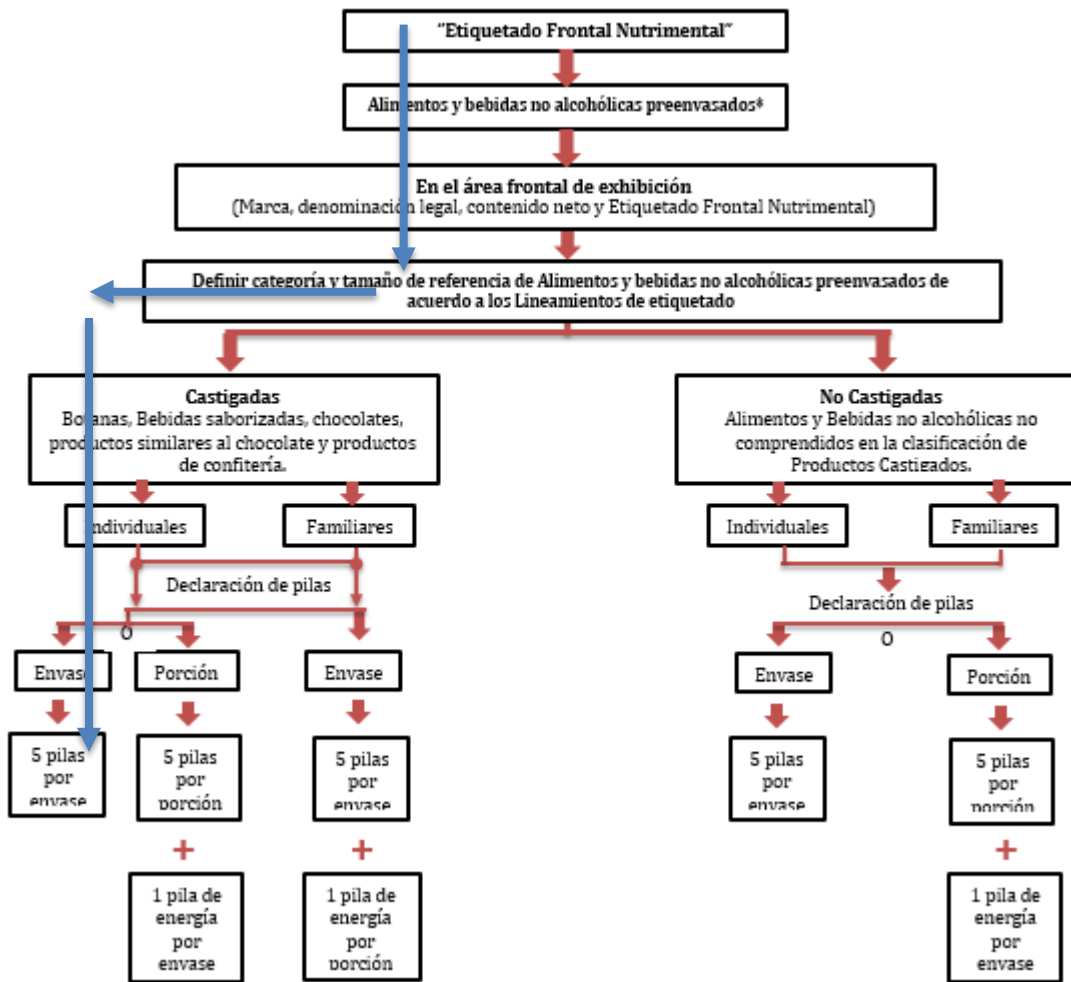 "Etiquetado Frontal Nutrimental"
Alimentos y bebidas no alcohólicas preenvasados*
En el área frontal de exhibición
(Marca, denominación legal, contenido neto y Etiquetado Frontal Nutrimental)
Definir categoría y tamaño de referencia de Alimentos y bebidas no alcohólicas preenvasados de
acuerdo a los Lineamientos de etiquetado
Castigadas
Botanas, Bebidas saborizadas, chocolates,
productos similares al chocolate y productos
de confitería.
No Castigadas
Alimentos y Bebidas no alcohólicas no
comprendidos en la clasificación de
Productos Castigados.
Individuales
Familiares
Individuales
Familiares
Declaración de pilas
Declaración de pilas
O
O
Envase
Porción
Envase
Envase
Porción
5 pilas
por
envase
5 pilas
por
porción
5 pilas
por
envase
5 pilas
por
envase
5 pilas
por
porción
+
+
+
1 pila de
energía
por
envase
1 pila de
energía
por
porción
1 pila de
energía
por
envase